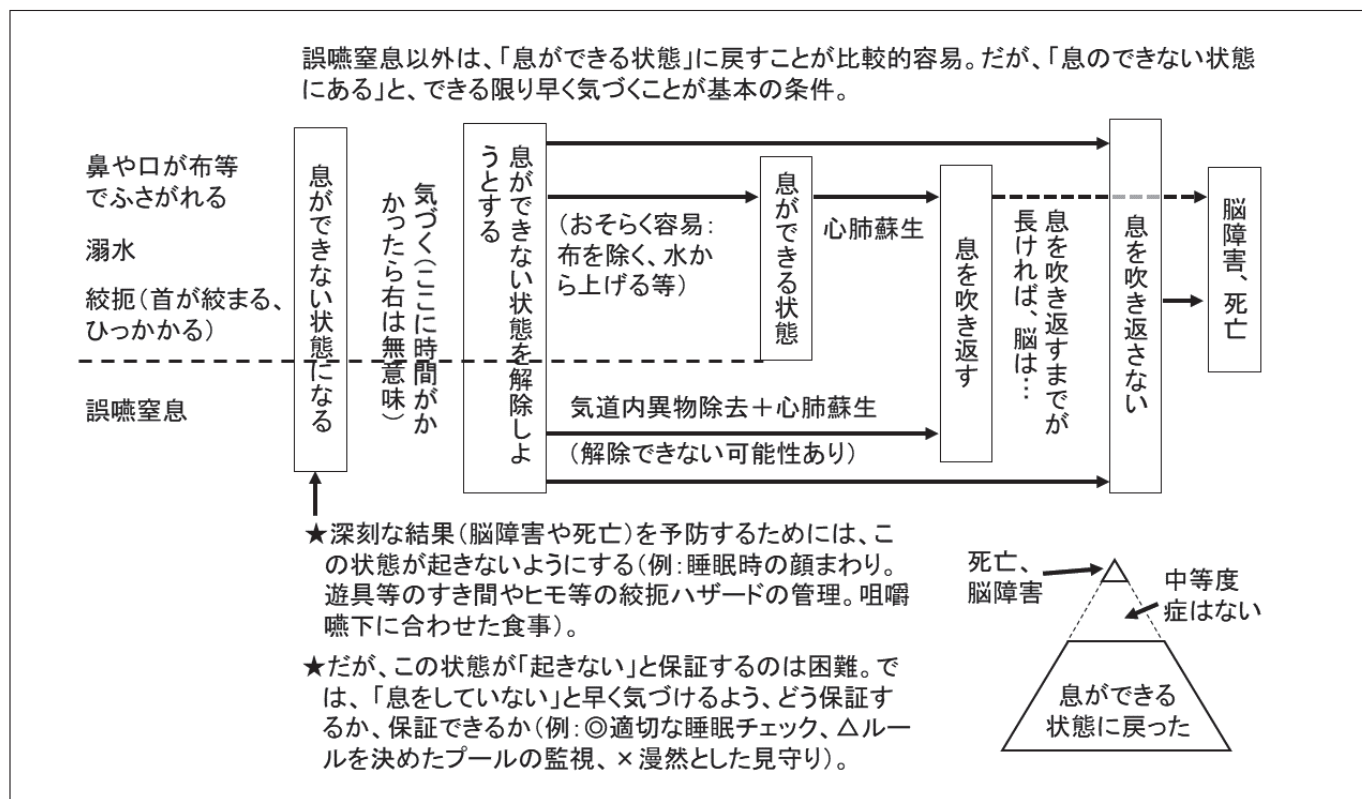 誤嚥窒息以外は、「息ができる状態」に戻すことが比較的容易。だが、「息のできない状態
にある」と、できる限り早く気づくことが基本の条件。
鼻や口が布等
でふさがれる
溺水
絞扼（首が絞まる、
ひっかかる）
誤嚥窒息
息ができない状態になる
気づく（ここに時間がか
かったら右は無意味）
息ができない状態を解除しよ
うとする
（おそらく容易：
布を除く、水か
ら上げる等）
息ができる状態
心肺蘇生
気道内異物除去＋心肺蘇生
（解除できない可能性あり）
息を吹き返す
息を吹き返すまでが
長ければ、脳は…
息を吹き返さない
脳障害、死亡
★深刻な結果（脳障害や死亡）を予防するためには、こ
の状態が起きないようにする（例：睡眠時の顔まわり。
遊具等のすき間やヒモ等の絞扼ハザードの管理。咀嚼
嚥下に合わせた食事）。
★だが、この状態が「起きない」と保証するのは困難。で
は、「息をしていない」と早く気づけるよう、どう保証す
るか、保証できるか（例：◎適切な睡眠チェック、△ルー
ルを決めたプールの監視、×漫然とした見守り）。
死亡、
脳障害
中等度
症はない
息ができる
状態に戻った